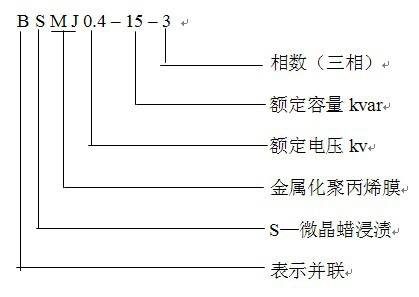 B S M J 0.4－15－3
相数（三相）
额定容量 kvar
额定电压 kv
金属化聚丙烯膜
S—微晶蜡浸渍
表示并联